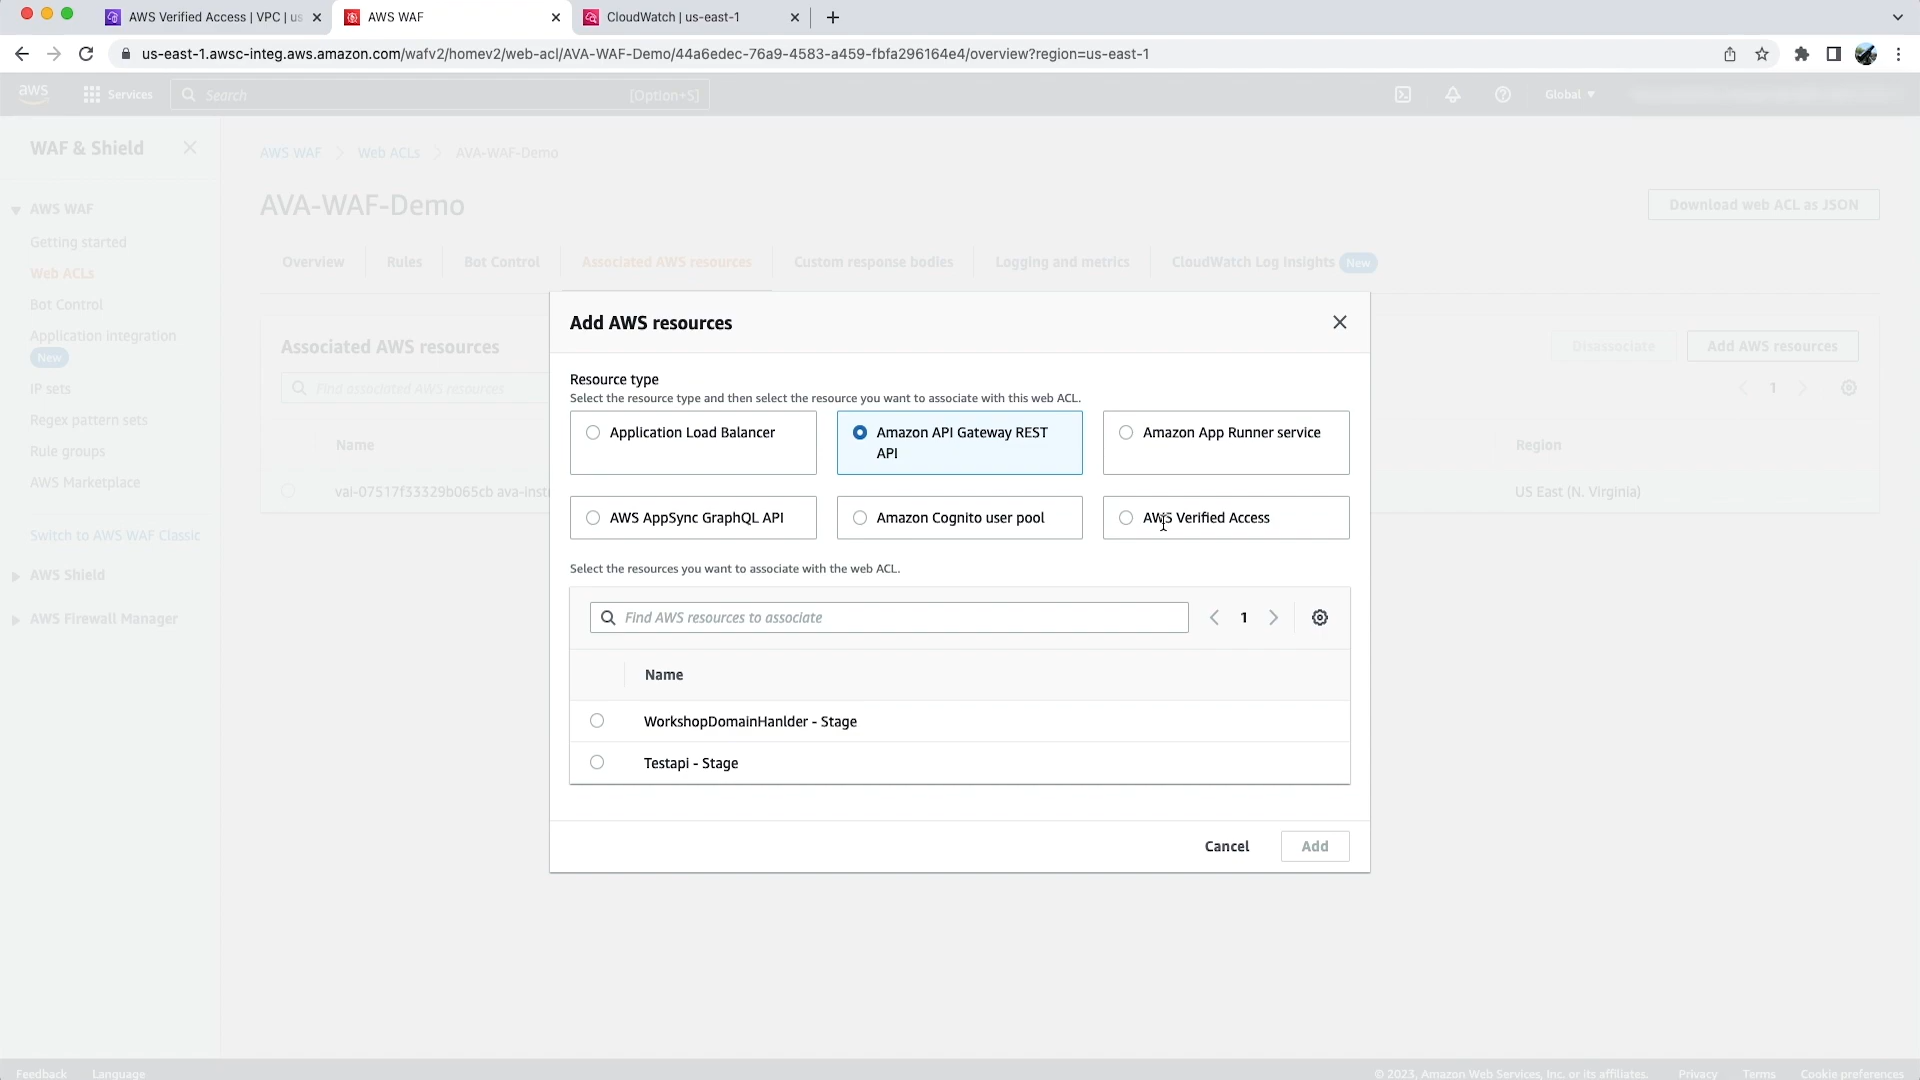 AWS Verified Access | VPC | us
AWS WAF
CloudWatch | us-east-1
us-east-1.awsc-integ.aws.amazon.com/wafv2/homev2/web-acl/AVA-WAF-Demo/44a6edec-76a9-4583-a459-fbfa296164e4/overview?region=us-east-1
aws
Services
Search
[Option+S]
Global
WAF & Shield
AWS WAF
Getting started
Web ACLs
Bot Control
Application integration
New
IP sets
Regex pattern sets
Rule groups
AWS Marketplace
Switch to AWS WAF Classic
AWS Shield
AWS Firewall Manager
AWS WAF
Web ACLs
AVA-WAF-Demo
AVA-WAF-Demo
Download web ACL as JSON
Overview
Rules
Bot Control
Associated AWS resources
Custom response bodies
Logging and metrics
CloudWatch Log Insights New
Associated AWS resources
Disassociate
Add AWS resources
Find associated AWS resources
1
Name
Region
vai-07517f33329b065cb ava-inst
US East (N. Virginia)
Add AWS resources
Resource type
Select the resource type and then select the resource you want to associate with this web ACL.
Application Load Balancer
Amazon API Gateway REST
API
Amazon App Runner service
AWS AppSync GraphQL API
Amazon Cognito user pool
AWS Verified Access
Select the resources you want to associate with the web ACL.
Find AWS resources to associate
1
Name
WorkshopDomainHanlder - Stage
Testapi - Stage
Cancel
Add
Feedback
Language
© 2023, Amazon Web Services, Inc. or its affiliates.
Privacy
Terms
Cookie preferences